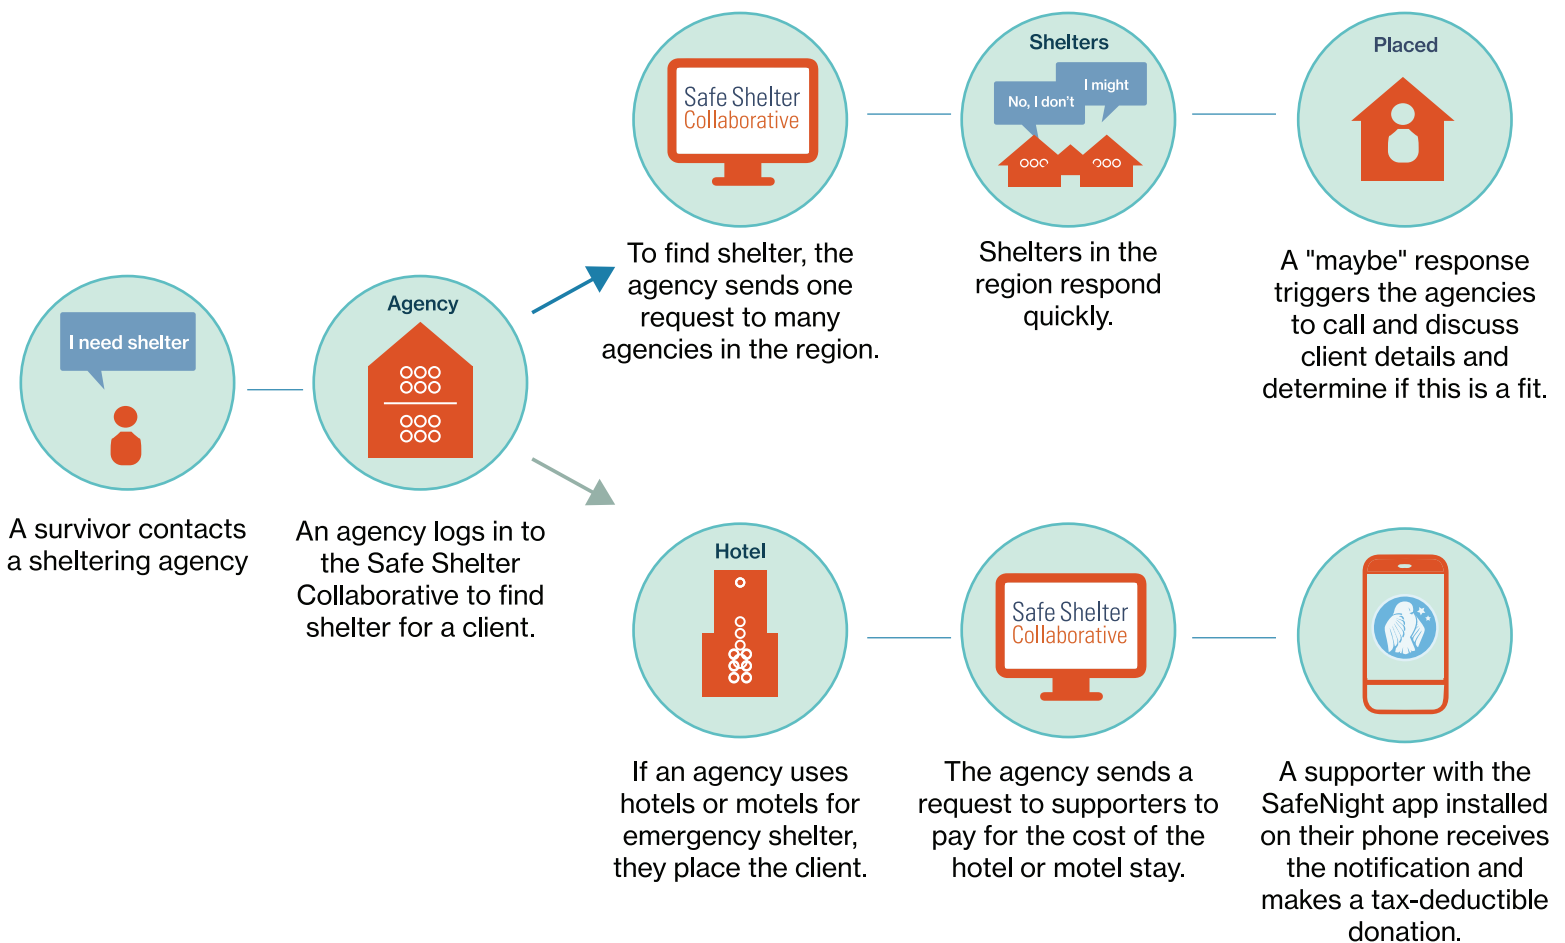 I need shelter
A survivor contacts
a sheltering agency
Agency
An agency logs in to
the Safe Shelter
Collaborative to find
shelter for a client.
Safe Shelter
Collaborative
To find shelter, the
agency sends one
request to many
agencies in the region.
Shelters
No, I don't
I might
Shelters in the
region respond
quickly.
Placed
A "maybe" response
triggers the agencies
to call and discuss
client details and
determine if this is a fit.
Hotel
If an agency uses
hotels or motels for
emergency shelter,
they place the client.
Safe Shelter
Collaborative
The agency sends a
request to supporters to
pay for the cost of the
hotel or motel stay.
A supporter with the
SafeNight app installed
on their phone receives
the notification and
makes a tax-deductible
donation.